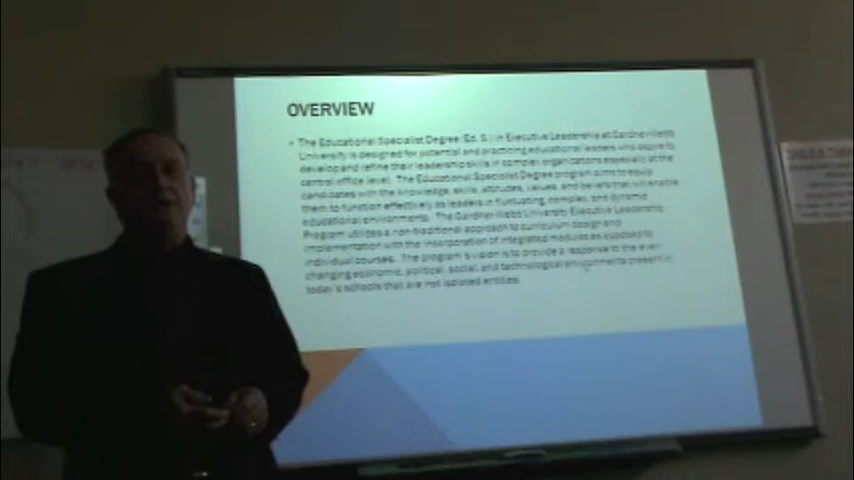 OVERVIEW
• The Educational Specialist Degree (Ed. S.) in Executive Leadership at Gardner-Webb
University is designed for potential and practicing educational leaders who aspire to
develop and refine their leadership skills in complex organizations especially at the
central office level. The Educational Specialist Degree program aims to equip
candidates with the knowledge, skills, attitudes, values, and beliefs that will enable
them to function effectively as leaders in fluctuating, complex, and dynamic
educational environments. The Gardner-Webb University Executive Leadership
Program utilizes a non-traditional approach to curriculum design and
implementation with the incorporation of integrated modules as opposed to
individual courses. The program's vision is to provide a response to the ever-
changing economic, political, social, and technological environments present in
today's schools that are not isolated entities.